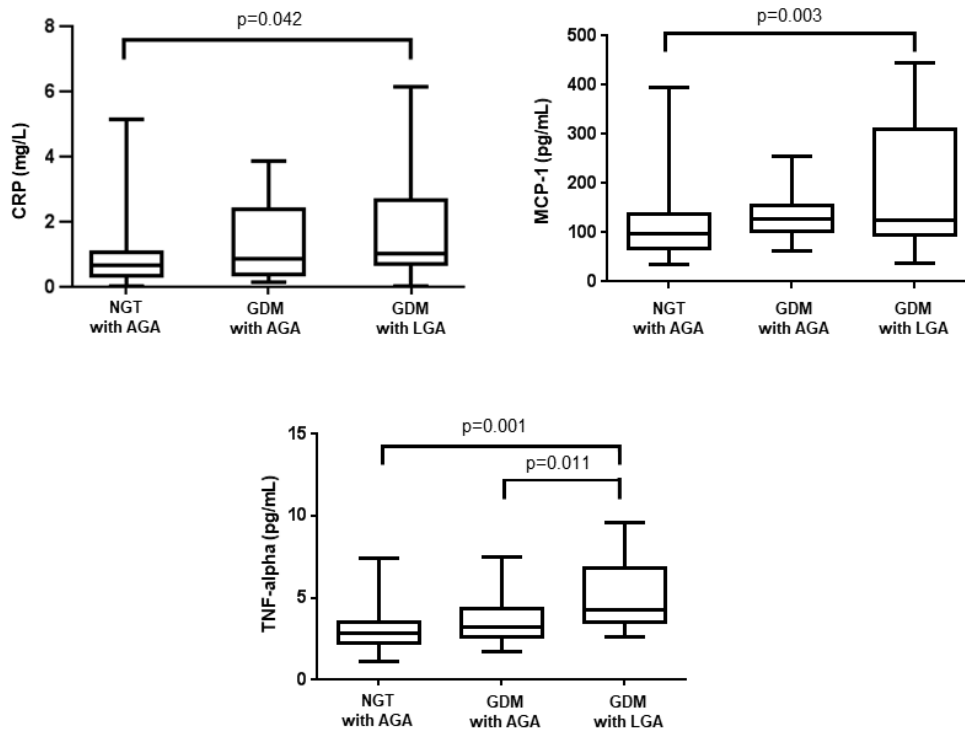 p=0.042
8
6
4
2
0
CRP (mg/L)
NGT
with AGA
GDM
with AGA
GDM
with LGA
p=0.003
500
400
300
200
100
0
MCP-1 (pg/mL)
NGT
with AGA
GDM
with AGA
GDM
with LGA
p=0.001
p=0.011
15
10
5
0
TNF-alpha (pg/mL)
NGT
with AGA
GDM
with AGA
GDM
with LGA